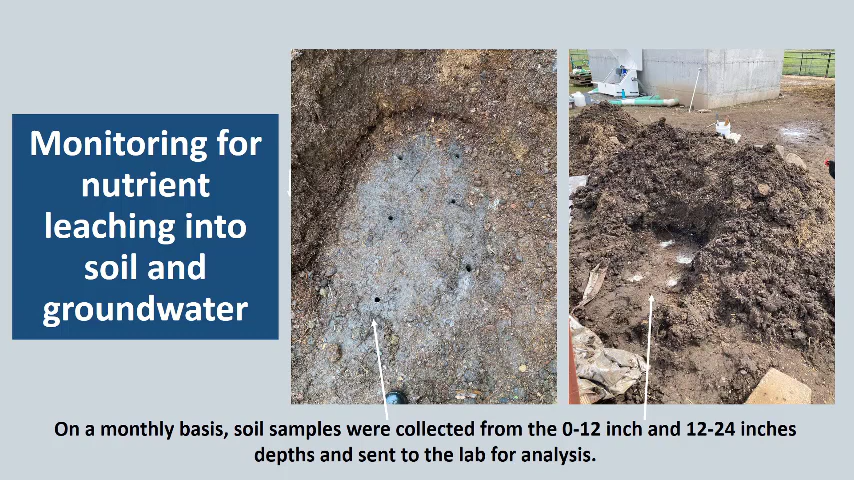 Monitoring for
nutrient
leaching into
soil and
groundwater
On a monthly basis, soil samples were collected from the 0-12 inch and 12-24 inches
depths and sent to the lab for analysis.